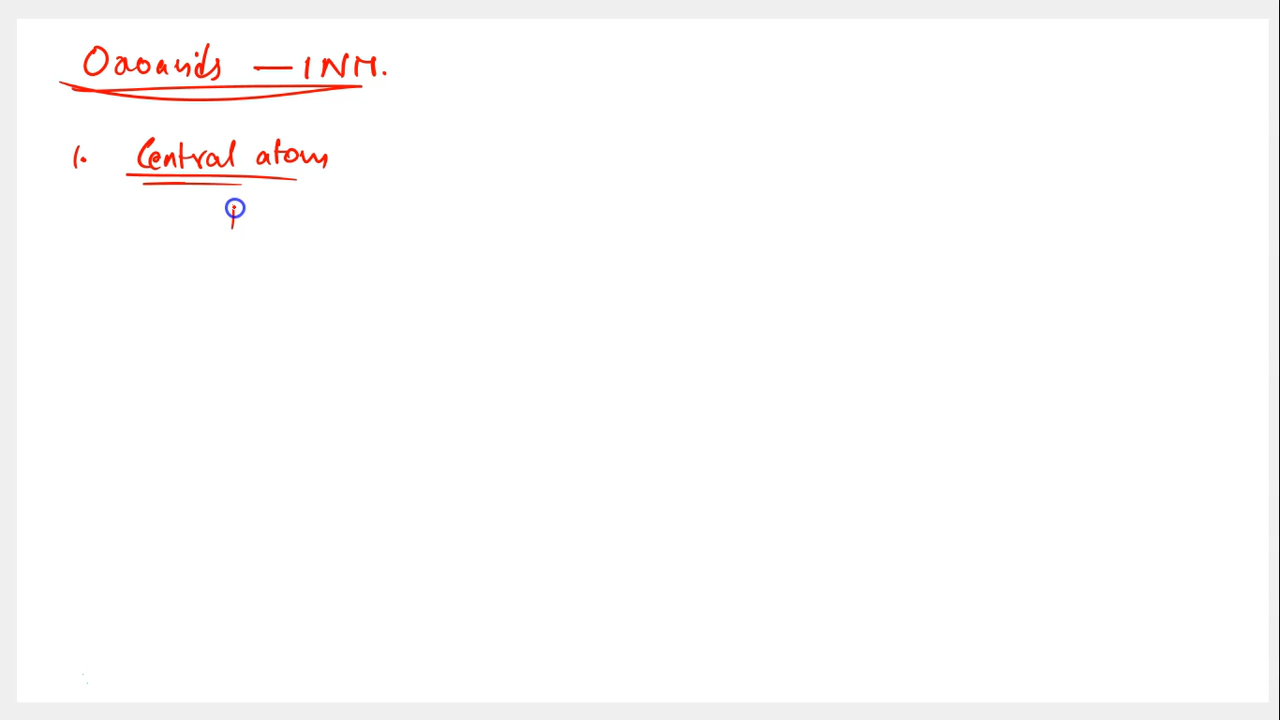 Oxoacids — INM.
1. Central atom